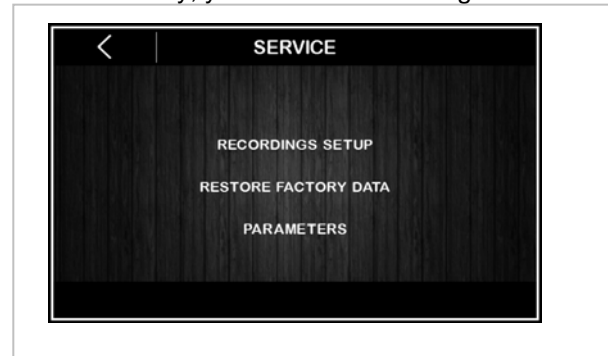 SERVICE
RECORDINGS SETUP
RESTORE FACTORY DATA
PARAMETERS